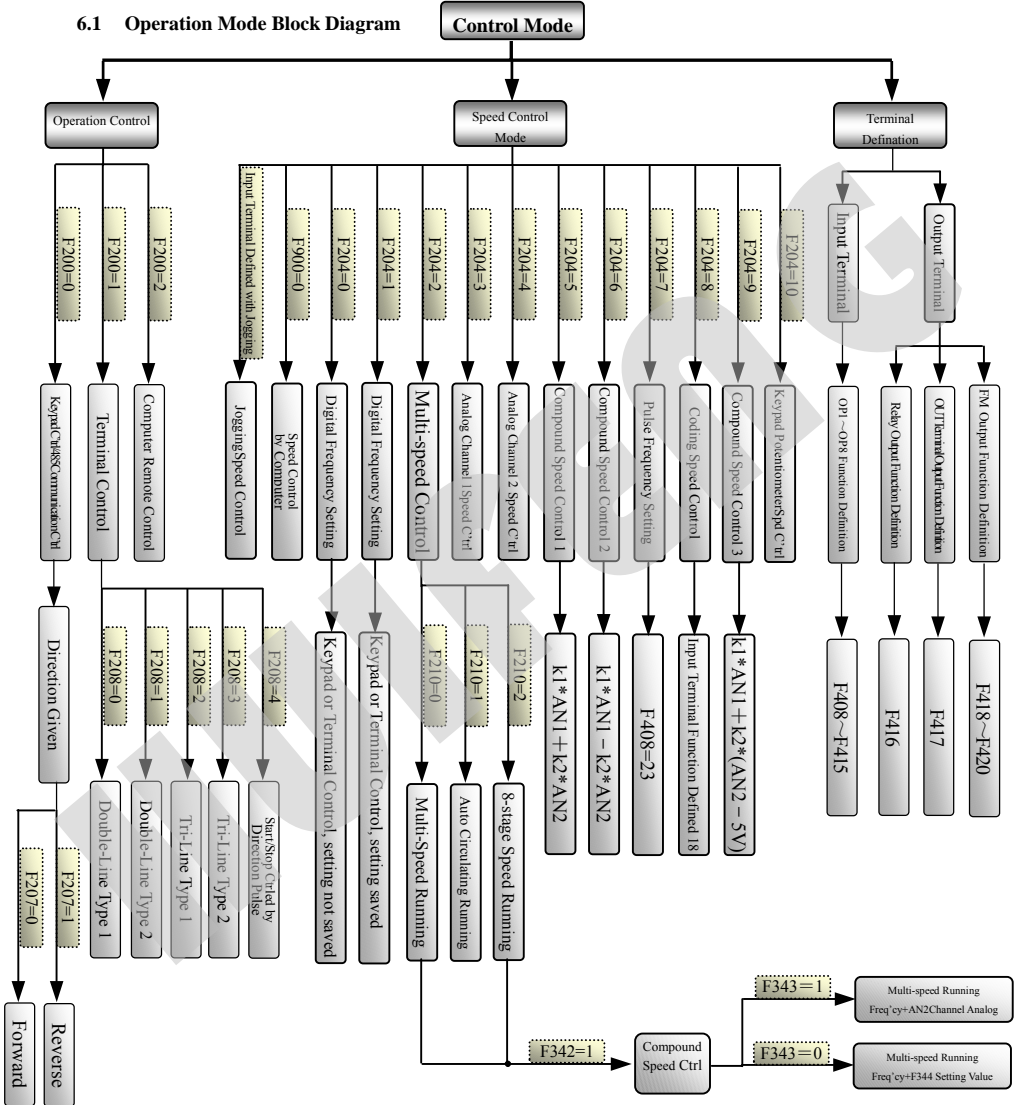 6.1 Operation Mode Block Diagram
Control Mode
Operation Control
Speed Control
Mode
Terminal
Defination
Input Terminal
Output Terminal
F200=0
F200=1
F200=2
Input Terminal Defined with Jogging
F900=0
F204=0
F204=1
F204=2
F204=3
F204=4
F204=5
F204=6
F204=7
F204=8
F204=9
F204=10
Keypad Ctrl/485Communication Ctrl
Terminal Control
Computer Remote Control
Jogging Speed Control
Speed Control
by Computer
Digital Frequency Setting
Digital Frequency Setting
Multi-speed Control
Analog Channel 1 Speed C'trl
Analog Channel 2 Speed C'trl
Compound Speed Control 1
Compound Speed Control 2
Pulse Frequency Setting
Coding Speed Control
Compound Speed Control 3
Keypad PotentiometerSpd C'trl
OP1～OP8 Function Definition
Relay Output Function Definition
OUT Terminal Output Function Definition
FM Output Function Definition
Direction Given
F208=0
F208=1
F208=2
F208=3
F208=4
Keypad or Terminal Control, setting not saved
Keypad or Terminal Control, setting saved
F210=0
F210=1
F210=2
k1*AN1＋k2*AN2
k1*AN1－k2*AN2
F408=23
Input Terminal Function Defined 18
k1*AN1＋k2*(AN2－5V)
F408～F415
F416
F417
F418～F420
Double-Line Type 1
Double-Line Type 2
Tri-Line Type 1
Tri-Line Type 2
Start/Stop Ctrled by
Direction Pulse
Multi-Speed Running
Auto Circulating Running
8-stage Speed Running
F207=0
F207=1
Forward
Reverse
F342=1
Compound
Speed Ctrl
F343＝1
Multi-speed Running
Freq'cy+AN2Channel Analog
F343＝0
Multi-speed Running
Freq'cy+F344 Setting Value